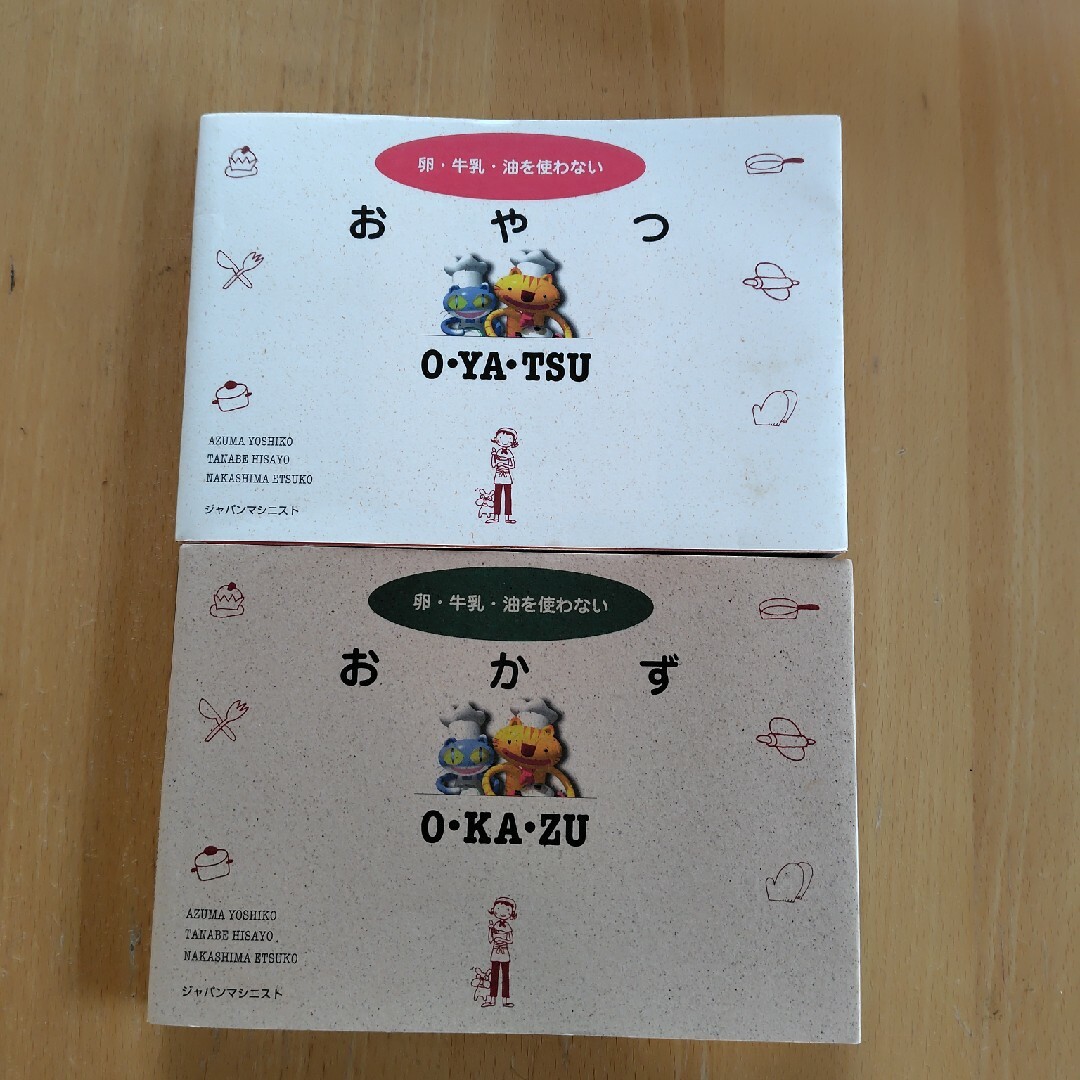 卵・牛乳・油を使わない
おやつ
O・YA・TSU
AZUMA YOSHIKO
TANABE HISAYO
NAKASHIMA ETSUKO
ジャパンマシニスト
卵・牛乳・油を使わない
おかず
O・KA・ZU
AZUMA YOSHIKO
TANABE HISAYO
NAKASHIMA ETSUKO
ジャパンマシニスト